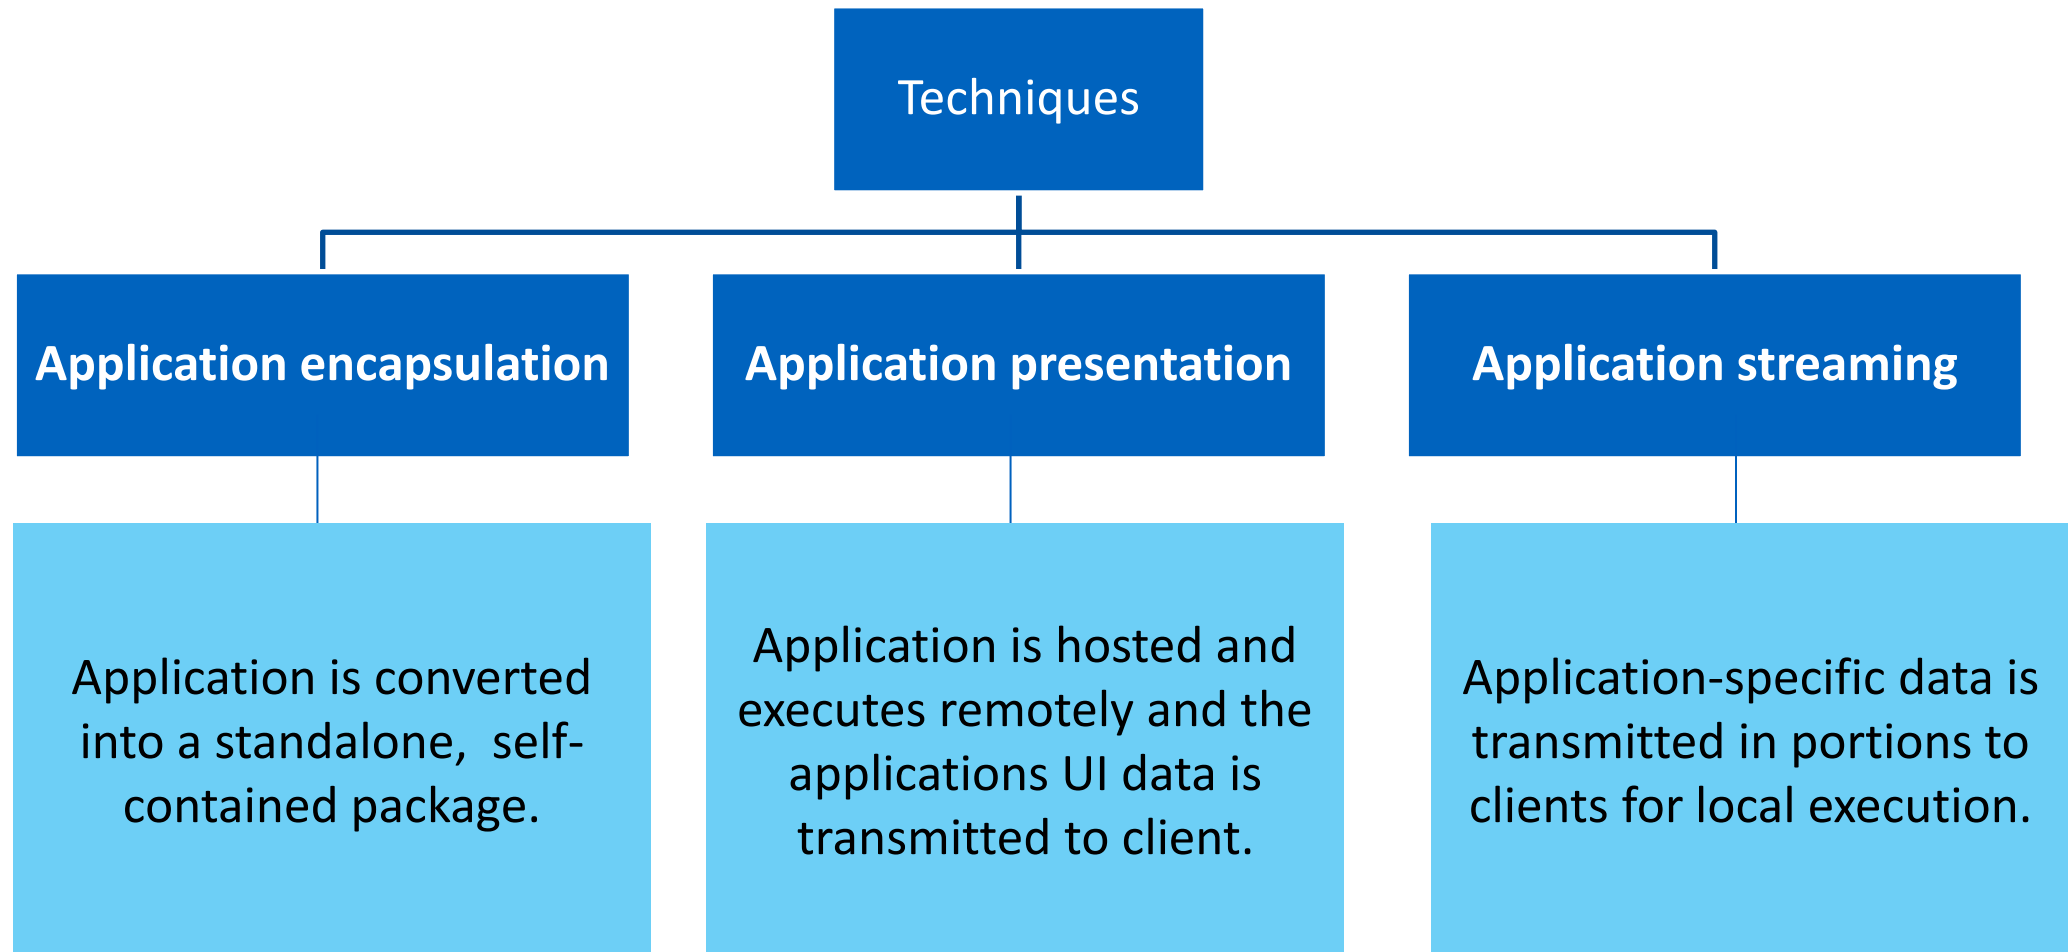 Techniques
Application encapsulation
Application presentation
Application streaming
Application is converted
into a standalone,  self-
contained package.
Application is hosted and
executes remotely and the
applications UI data is
transmitted to client.
Application-specific data is
transmitted in portions to
clients for local execution.